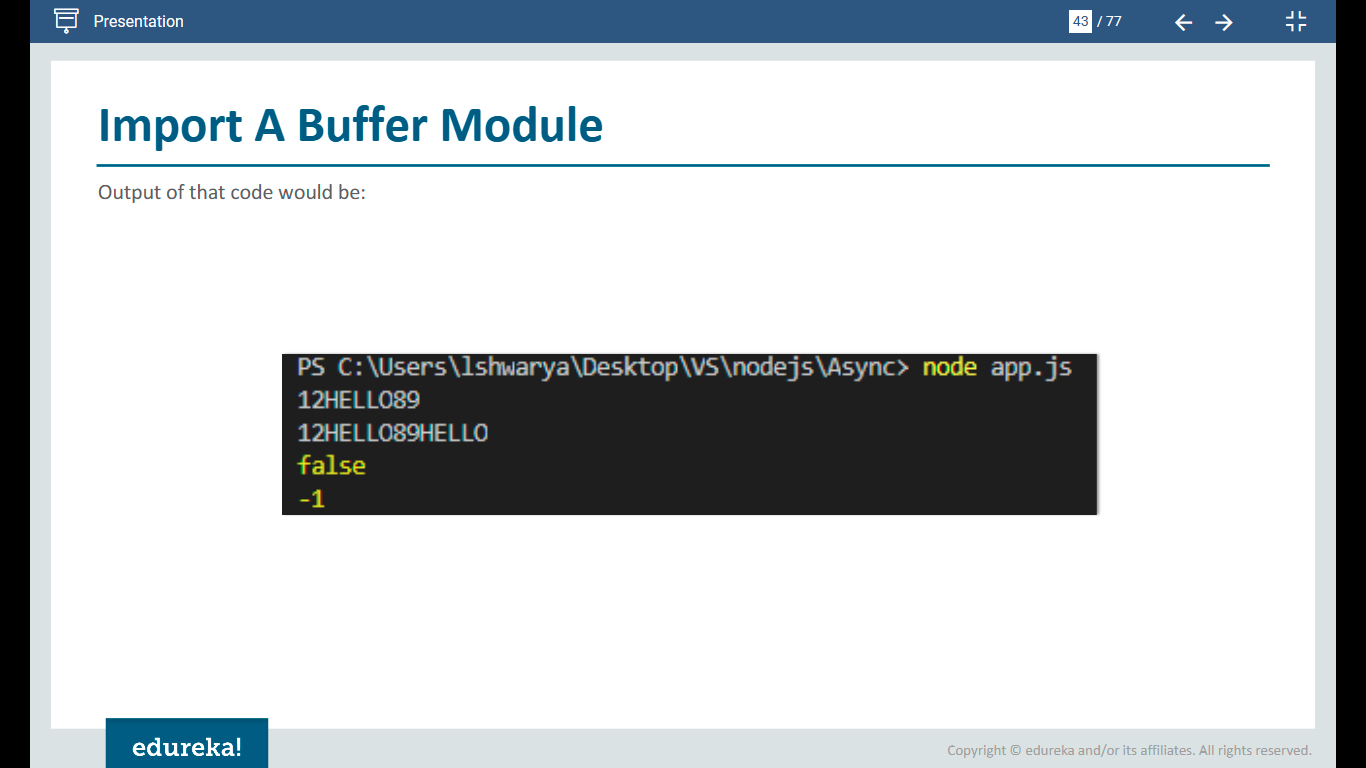 Presentation
43 / 77
Import A Buffer Module
Output of that code would be:
PS C:\Users\lshwarya\Desktop\VS\nodejs\Async> node app.js
12HELLO89
12HELLO89HELLO
false
-1
edureka!
Copyright © edureka and/or its affiliates. All rights reserved.